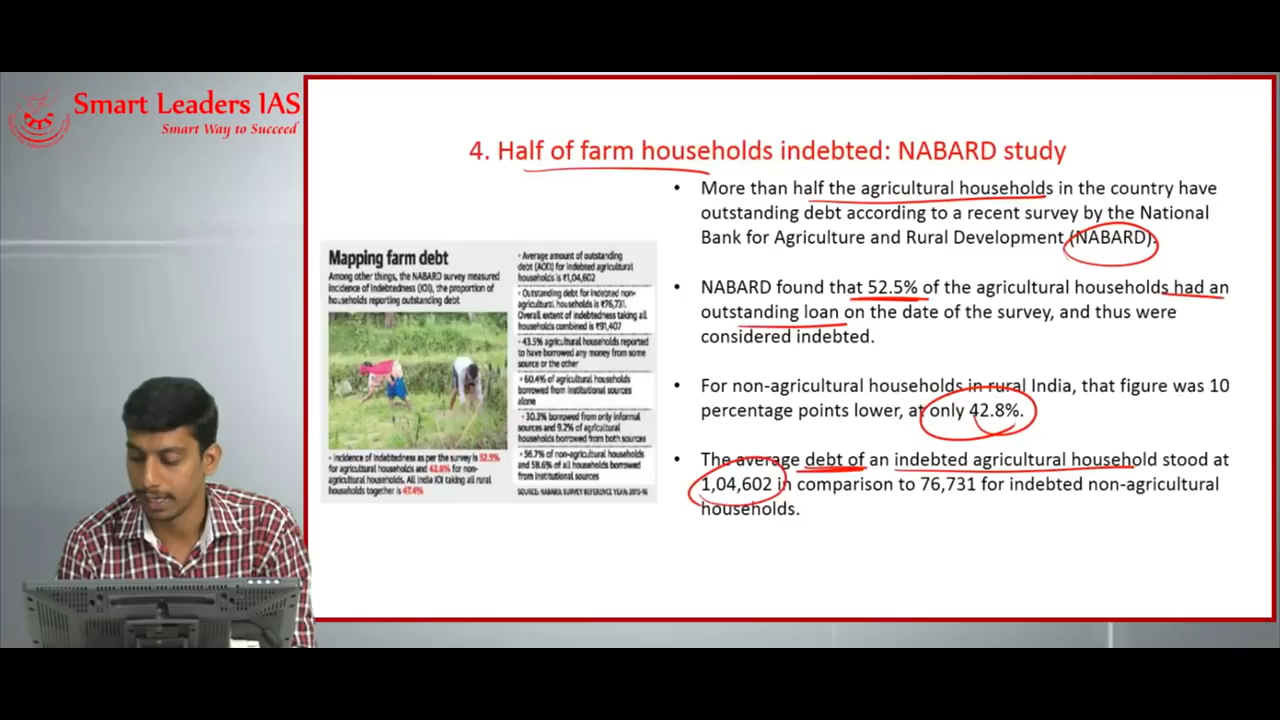 Smart Leaders IAS
Smart Way to Succeed
4. Half of farm households indebted: NABARD study
• More than half the agricultural households in the country have
outstanding debt according to a recent survey by the National
Bank for Agriculture and Rural Development (NABARD).
• NABARD found that 52.5% of the agricultural households had an
outstanding loan on the date of the survey, and thus were
considered indebted.
• For non-agricultural households in rural India, that figure was 10
percentage points lower, at only 42.8%.
• The average debt of an indebted agricultural household stood at
1,04,602 in comparison to 76,731 for indebted non-agricultural
households.
Mapping farm debt
Among other things, the NABARD survey measured
incidence of indebtedness (IOI), the proportion of
households reporting outstanding debt
• Incidence of indebtedness as per the survey is 52.5%
for agricultural households and 42.8% for non-
agricultural households. All India IOI taking all rural
households together is 47.4%
• Average amount of outstanding
debt (AOD) for indebted agricultural
households is ₹1,04,602
• Outstanding debt for indebted non-
agricultural households is ₹76,731.
Overall extent of indebtedness taking all
households combined is ₹91,407
• 43.5% agricultural households reported
to have borrowed any money from some
source or the other
• 60.4% of agricultural households
borrowed from institutional sources
alone
• 30.3% borrowed from only informal
sources and 9.2% of agricultural
households borrowed from both sources
• 56.7% of non-agricultural households
and 58.6% of all households borrowed
from institutional sources
SOURCE: NABARD, SURVEY REFERENCE YEAR: 2015-16